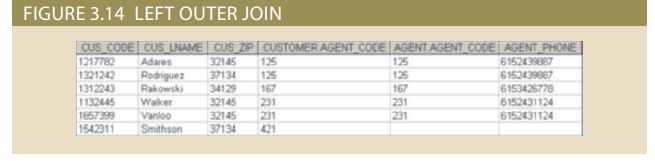 FIGURE 3.14 LEFT OUTER JOIN
CUS_CODE CUS_LNAME CUS_ZIP CUSTOMER.AGENT_CODE AGENT.AGENT_CODE AGENT_PHONE
1217782 Adares 32145 125 125 6152439887
1321242 Rodriguez 37134 125 125 6152439887
1312243 Rakowski 34129 167 167 6153426778
1132445 Walker 32145 231 231 6152431124
1657399 Vanloo 32145 231 231 6152431124
1542311 Smithson 37134 421